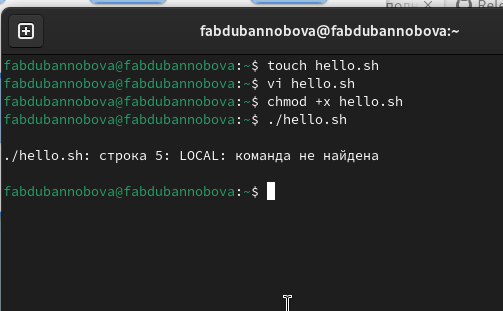 fabdubannobova@fabdubannobova:~
fabdubannobova@fabdubannobova:~$ touch hello.sh
fabdubannobova@fabdubannobova:~$ vi hello.sh
fabdubannobova@fabdubannobova:~$ chmod +x hello.sh
fabdubannobova@fabdubannobova:~$ ./hello.sh
./hello.sh: строка 5: LOCAL: команда не найдена
fabdubannobova@fabdubannobova:~$